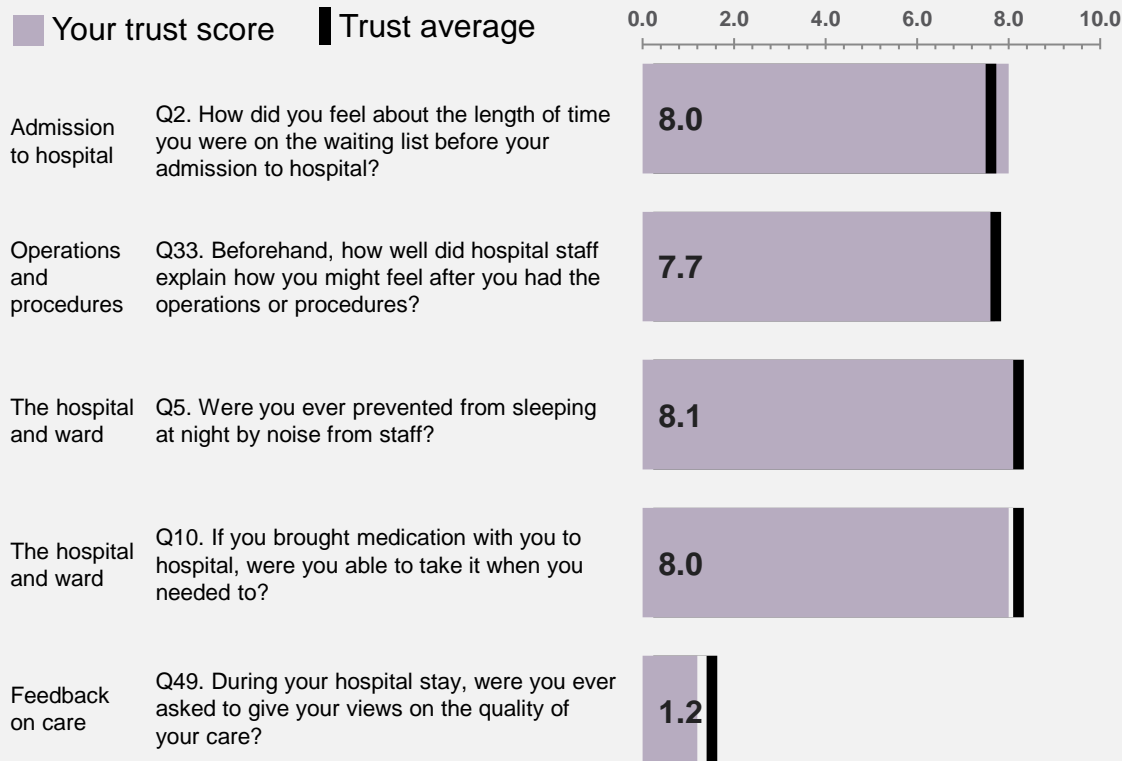 Your trust score
Trust average
0.0 2.0 4.0 6.0 8.0 10.0
Admission
to hospital
Q2. How did you feel about the length of time
you were on the waiting list before your
admission to hospital?
8.0
Operations
and
procedures
Q33. Beforehand, how well did hospital staff
explain how you might feel after you had the
operations or procedures?
7.7
The hospital
and ward
Q5. Were you ever prevented from sleeping
at night by noise from staff?
8.1
The hospital
and ward
Q10. If you brought medication with you to
hospital, were you able to take it when you
needed to?
8.0
Feedback
on care
Q49. During your hospital stay, were you ever
asked to give your views on the quality of
your care?
1.2